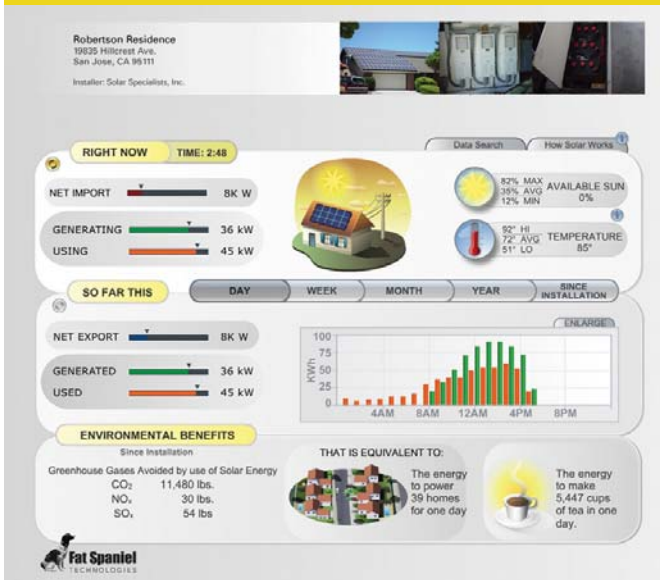 Robertson Residence
19835 Hillcrest Ave.
San Jose, CA 95111
Installer: Solar Specialists, Inc.
RIGHT NOW TIME: 2:48
Data Search
How Solar Works
NET IMPORT 8K W
GENERATING 36 kW
USING 45 kW
82% MAX
35% AVG
12% MIN
AVAILABLE SUN
0%
92° HI
72° AVG
51° LO
TEMPERATURE
85°
SO FAR THIS
DAY
WEEK
MONTH
YEAR
SINCE
INSTALLATION
NET EXPORT 8K W
GENERATED 36 kW
USED 45 kW
ENLARGE
KWh
100
75
50
25
0
4AM 8AM 12AM 4PM 8PM
ENVIRONMENTAL BENEFITS
Since Installation
Greenhouse Gases Avoided by use of Solar Energy
CO₂ 11,480 lbs.
NOₓ 30 lbs.
SOₓ 54 lbs
THAT IS EQUIVALENT TO:
The energy
to power
39 homes
for one day
The energy
to make
5,447 cups
of tea in one
day.
Fat Spaniel
TECHNOLOGIES